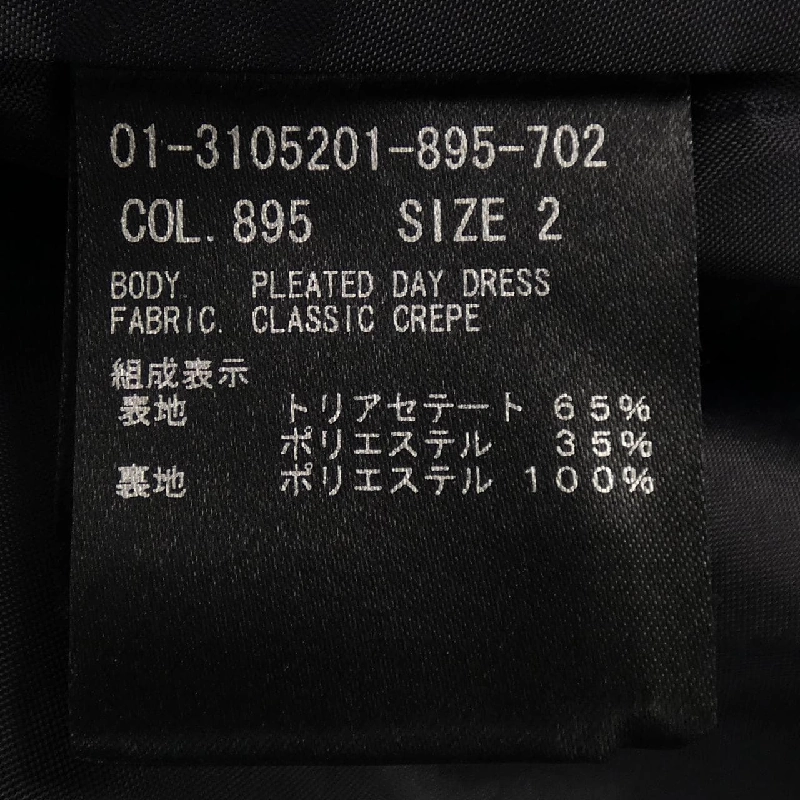 01-3105201-895-702
COL. 895 SIZE 2
BODY. PLEATED DAY DRESS
FABRIC. CLASSIC CREPE
組成表示
表地 トリアセテート 65%
ポリエステル 35%
裏地 ポリエステル 100%